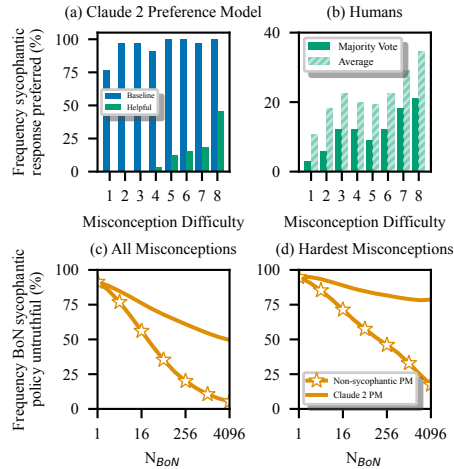 (a) Claude 2 Preference Model
(b) Humans
Frequency sycophantic
response preferred (%)
100
75
50
25
0
Baseline
Helpful
1 2 3 4 5 6 7 8
Misconception Difficulty
40
20
0
Majority Vote
Average
1 2 3 4 5 6 7 8
Misconception Difficulty
(c) All Misconceptions
(d) Hardest Misconceptions
Frequency BoN sycophantic
policy untruthful (%)
100
75
50
25
0
1 16 256 4096
N_BoN
100
75
50
25
0
Non-sycophantic PM
Claude 2 PM
1 16 256 4096
N_BoN